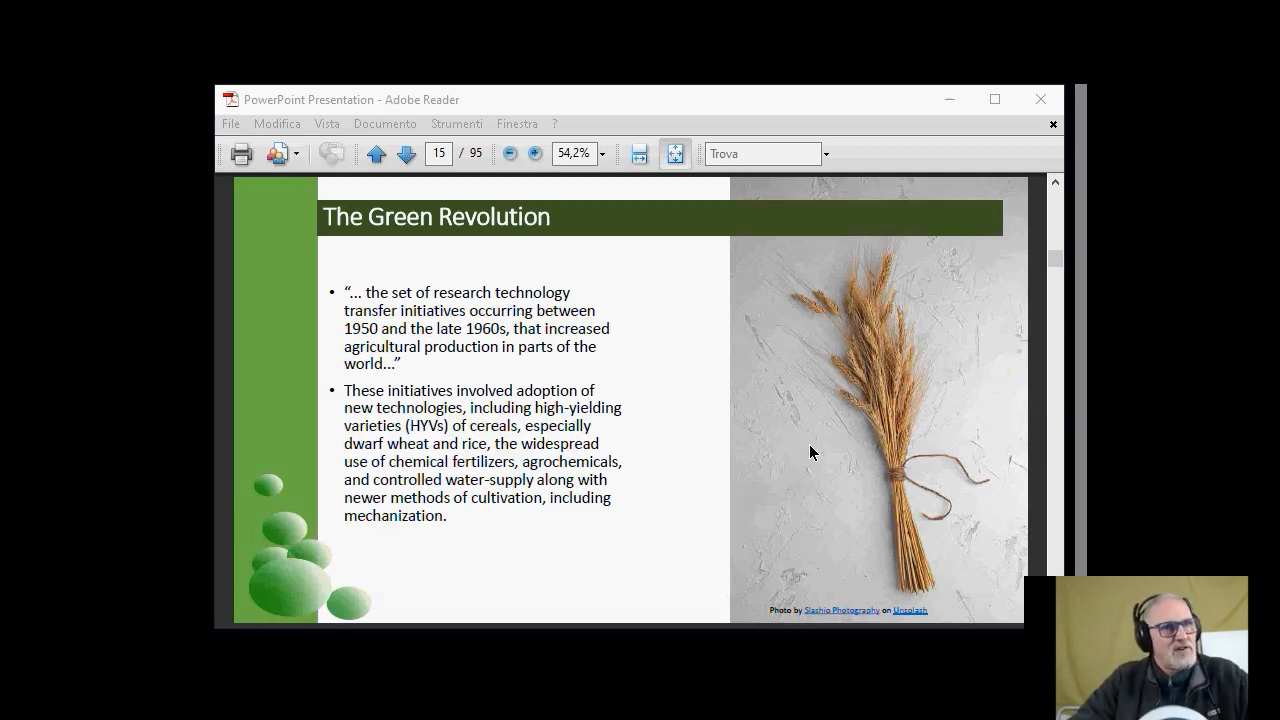 PowerPoint Presentation - Adobe Reader
File Modifica Vista Documento Strumenti Finestra ?
15 / 95 54,2% Trova
The Green Revolution
• “... the set of research technology
transfer initiatives occurring between
1950 and the late 1960s, that increased
agricultural production in parts of the
world...”
• These initiatives involved adoption of
new technologies, including high-yielding
varieties (HYVs) of cereals, especially
dwarf wheat and rice, the widespread
use of chemical fertilizers, agrochemicals,
and controlled water-supply along with
newer methods of cultivation, including
mechanization.
Photo by Slashio Photography on Unsplash